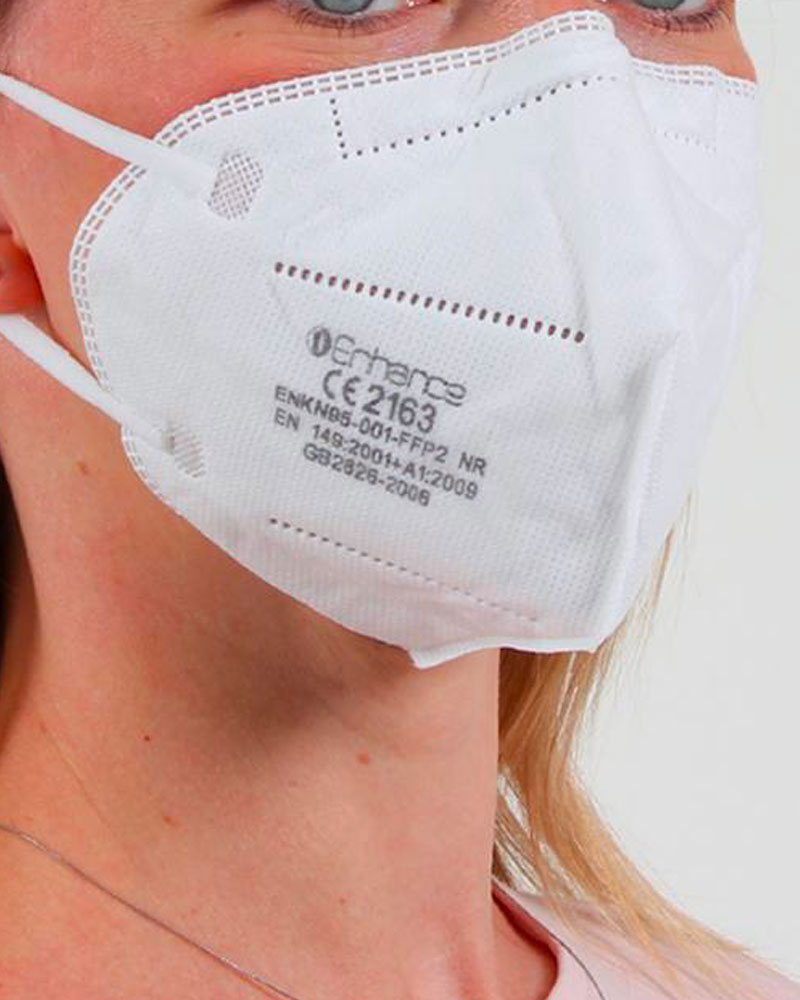 Enhance
CE 2163
ENKN95-001-FFP2 NR
EN 149:2001+A1:2009
GB2626-2006